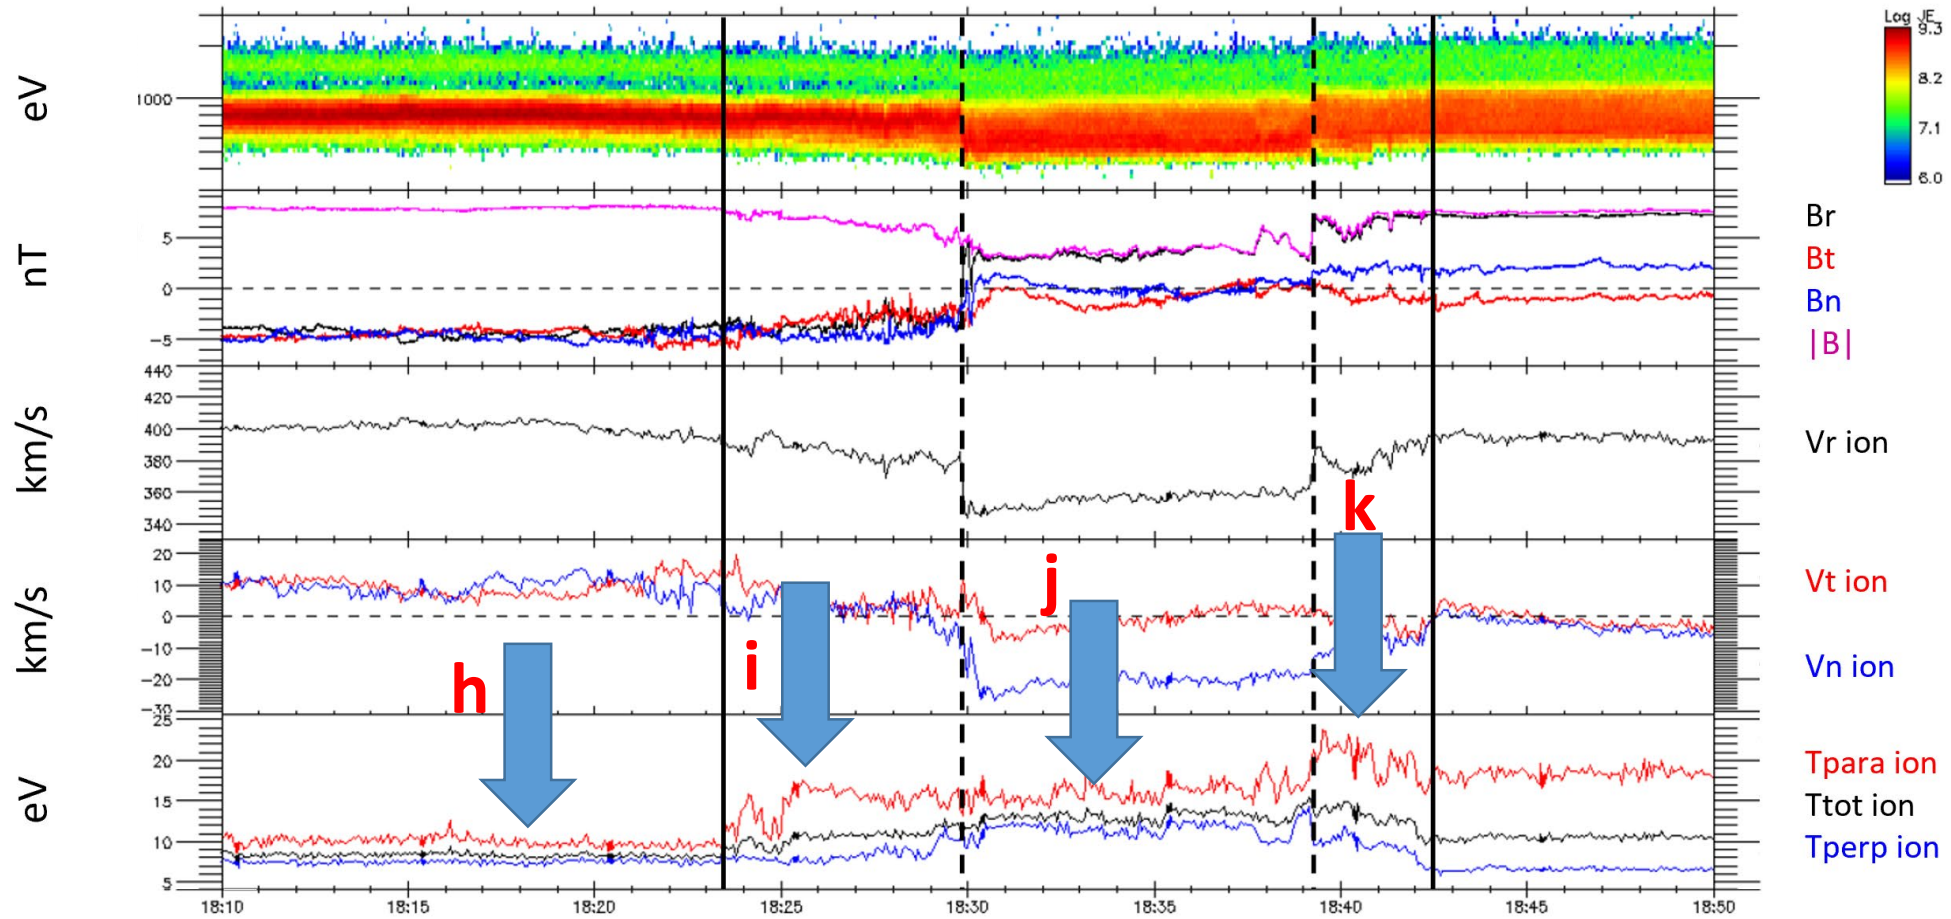 Log JE
9.3
8.2
7.1
6.0
eV
1000
nT
5
0
−5
Br
Bt
Bn
|B|
km/s
440
420
400
380
360
340
Vr ion
k
km/s
20
10
0
−10
−20
−30
j
i
h
Vt ion
Vn ion
eV
25
20
15
10
5
Tpara ion
Ttot ion
Tperp ion
18:10 18:15 18:20 18:25 18:30 18:35 18:40 18:45 18:50